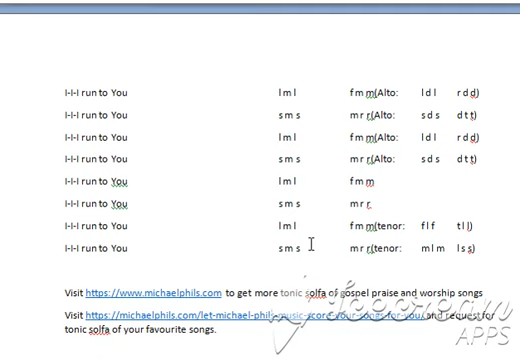 I-I-I run to You l m l f m m(Alto: l d l r d d)
I-I-I run to You s m s m r r(Alto: s d s d t t)
I-I-I run to You l m l f m m(Alto: l d l r d d)
I-I-I run to You s m s m r r(Alto: s d s d t t)
I-I-I run to You l m l f m m
I-I-I run to You s m s m r r
I-I-I run to You l m l f m m(tenor: f l f t l l)
I-I-I run to You s m s m r r(tenor: m l m l s s)
Visit https://www.michaelphils.com to get more tonic solfa of gospel praise and worship songs
Visit https://michaelphils.com/let-michael-phils-music-score-your-songs-for-you/ and request for
tonic solfa of your favourite songs.
Icecream
APPS